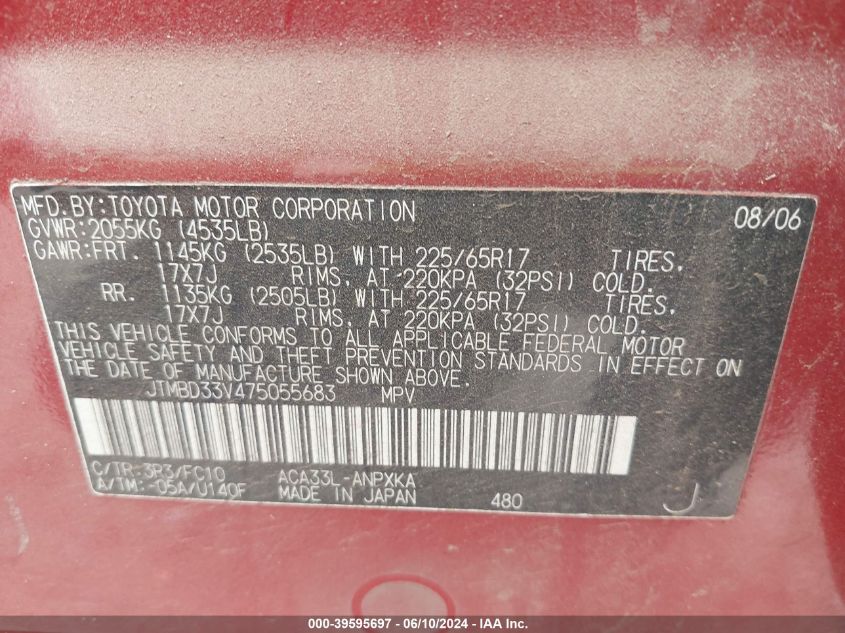 MFD.BY:TOYOTA MOTOR CORPORATION 08/06
GVWR:2055KG (4535LB)
GAWR:FRT. 1145KG (2535LB) WITH 225/65R17 TIRES,
17X7J RIMS, AT 220KPA (32PSI) COLD.
RR. 1135KG (2505LB) WITH 225/65R17 TIRES,
17X7J RIMS, AT 220KPA (32PSI) COLD.
THIS VEHICLE CONFORMS TO ALL APPLICABLE FEDERAL MOTOR
VEHICLE SAFETY AND THEFT PREVENTION STANDARDS IN EFFECT ON
THE DATE OF MANUFACTURE SHOWN ABOVE.
JTMBD33V475055683 MPV
C/TR:3R3/FC10 ACA33L-ANPXKA
A/TM:-05A/U140F MADE IN JAPAN 480 J
000-39595697 - 06/10/2024 - IAA Inc.